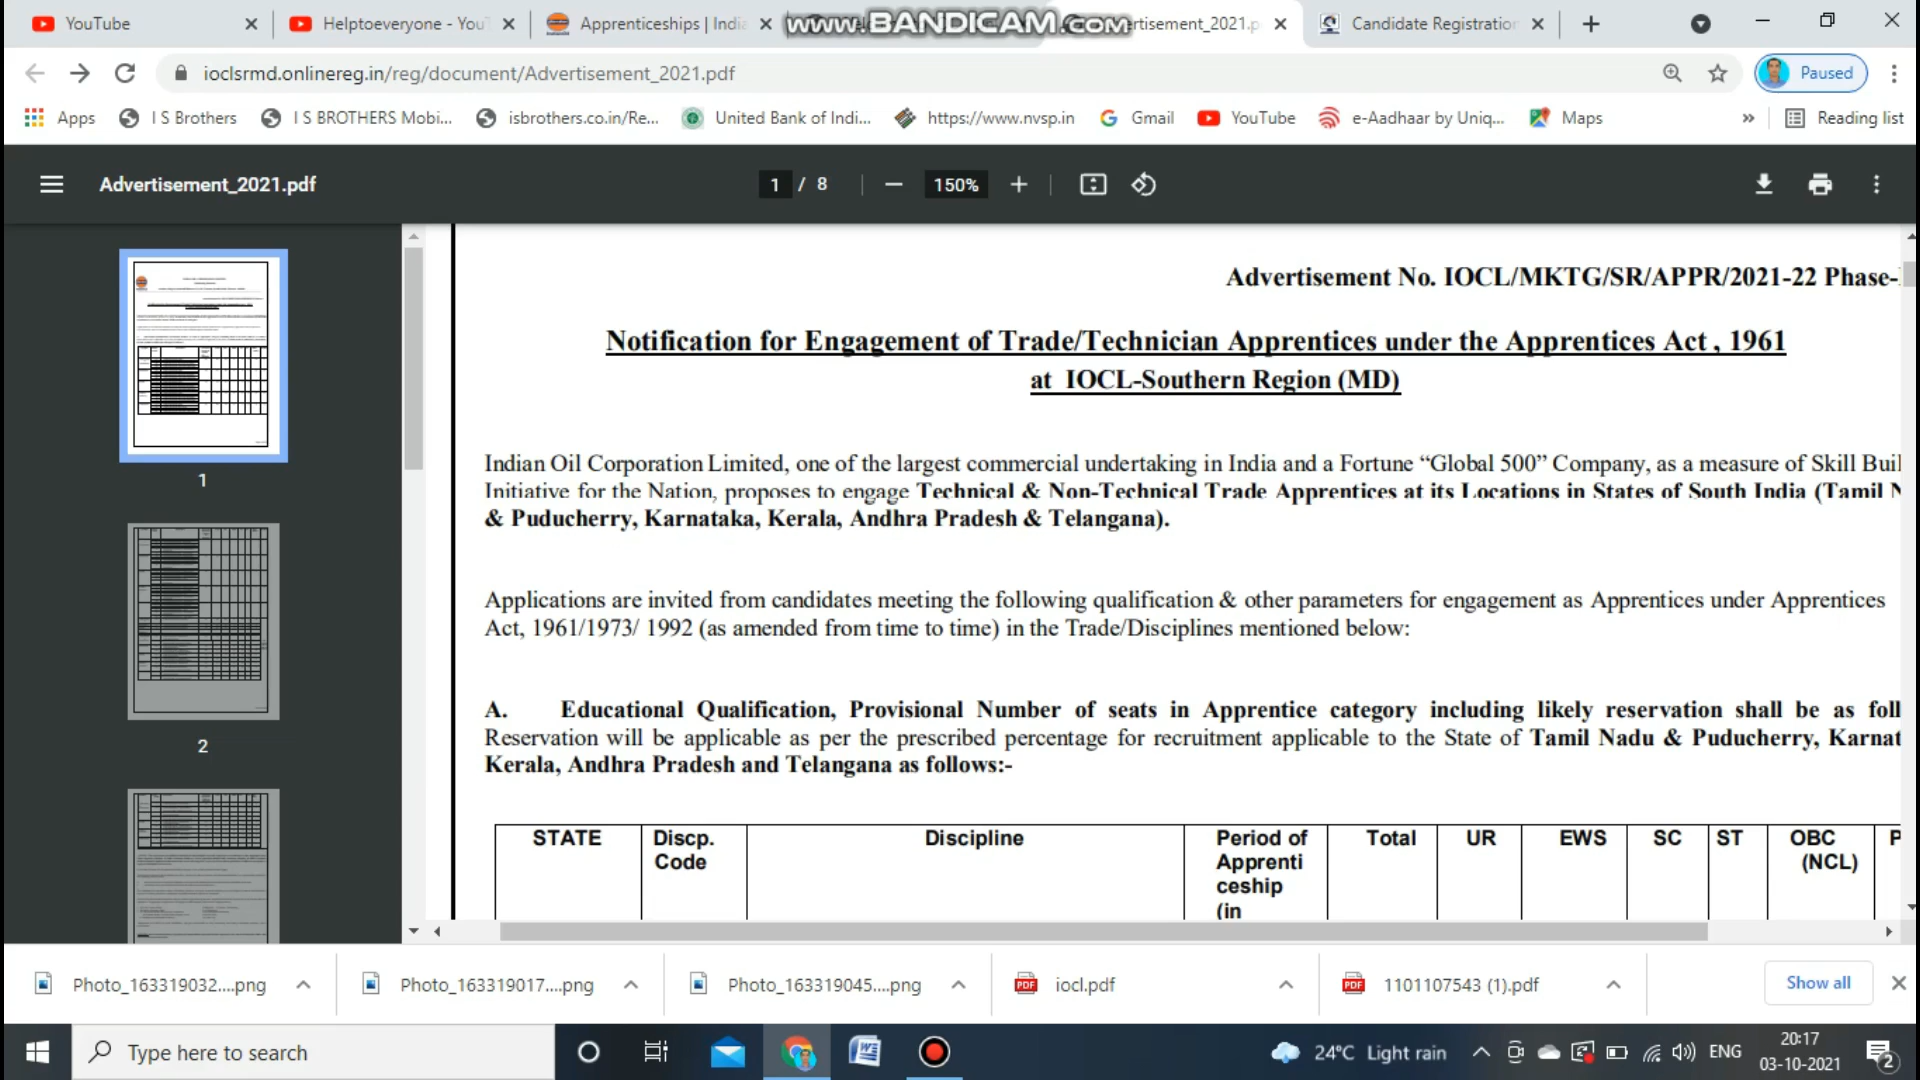 YouTube
Helptoeveryone - You
Apprenticeships | India
www.BANDICAM.com
ertisement_2021.p
Candidate Registration
ioclsrmd.onlinereg.in/reg/document/Advertisement_2021.pdf
Paused
Apps
I S Brothers
I S BROTHERS Mobi...
isbrothers.co.in/Re...
United Bank of Indi...
https://www.nvsp.in
Gmail
YouTube
e-Aadhaar by Uniq...
Maps
»
Reading list
Advertisement_2021.pdf
1 / 8
150%
1
2
Advertisement No. IOCL/MKTG/SR/APPR/2021-22 Phase-
Notification for Engagement of Trade/Technician Apprentices under the Apprentices Act , 1961
at IOCL-Southern Region (MD)
Indian Oil Corporation Limited, one of the largest commercial undertaking in India and a Fortune “Global 500” Company, as a measure of Skill Buil
Initiative for the Nation, proposes to engage Technical & Non-Technical Trade Apprentices at its Locations in States of South India (Tamil N
& Puducherry, Karnataka, Kerala, Andhra Pradesh & Telangana).
Applications are invited from candidates meeting the following qualification & other parameters for engagement as Apprentices under Apprentices
Act, 1961/1973/ 1992 (as amended from time to time) in the Trade/Disciplines mentioned below:
A. Educational Qualification, Provisional Number of seats in Apprentice category including likely reservation shall be as foll
Reservation will be applicable as per the prescribed percentage for recruitment applicable to the State of Tamil Nadu & Puducherry, Karnat
Kerala, Andhra Pradesh and Telangana as follows:-
STATE
Discp. Code
Discipline
Period of Apprenti ceship (in
Total
UR
EWS
SC
ST
OBC (NCL)
P
Photo_163319032....png
Photo_163319017....png
Photo_163319045....png
iocl.pdf
1101107543 (1).pdf
Show all
Type here to search
24°C Light rain
ENG
20:17
03-10-2021
2